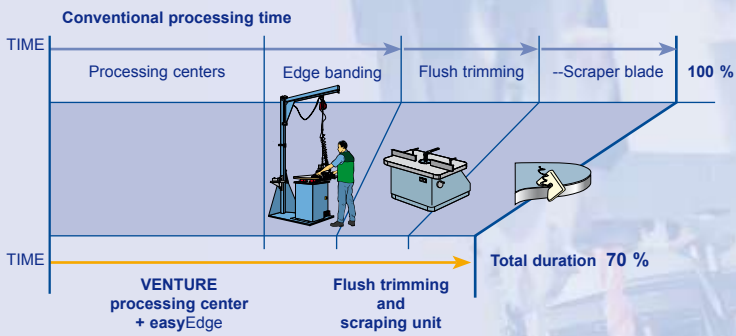 Conventional processing time
TIME
Processing centers
Edge banding
Flush trimming
--Scraper blade
100 %
TIME
Total duration 70 %
VENTURE
processing center
+ easyEdge
Flush trimming
and
scraping unit